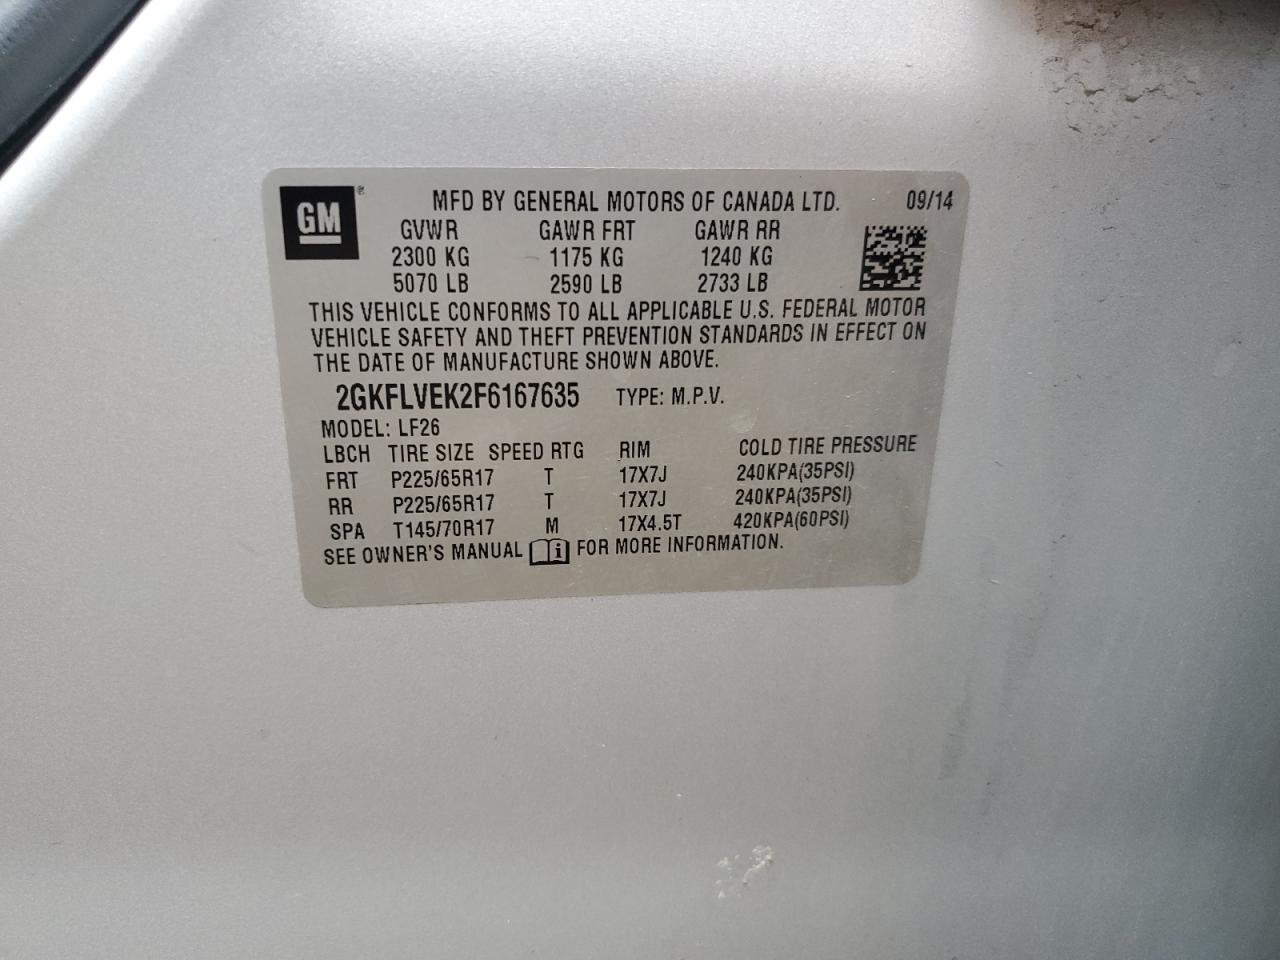 GM®
MFD BY GENERAL MOTORS OF CANADA LTD. 09/14
GVWR GAWR FRT GAWR RR
2300 KG 1175 KG 1240 KG
5070 LB 2590 LB 2733 LB
THIS VEHICLE CONFORMS TO ALL APPLICABLE U.S. FEDERAL MOTOR
VEHICLE SAFETY AND THEFT PREVENTION STANDARDS IN EFFECT ON
THE DATE OF MANUFACTURE SHOWN ABOVE.
2GKFLVEK2F6167635 TYPE: M.P.V.
MODEL: LF26
LBCH TIRE SIZE SPEED RTG RIM COLD TIRE PRESSURE
FRT P225/65R17 T 17X7J 240KPA(35PSI)
RR P225/65R17 T 17X7J 240KPA(35PSI)
SPA T145/70R17 M 17X4.5T 420KPA(60PSI)
SEE OWNER'S MANUAL i FOR MORE INFORMATION.